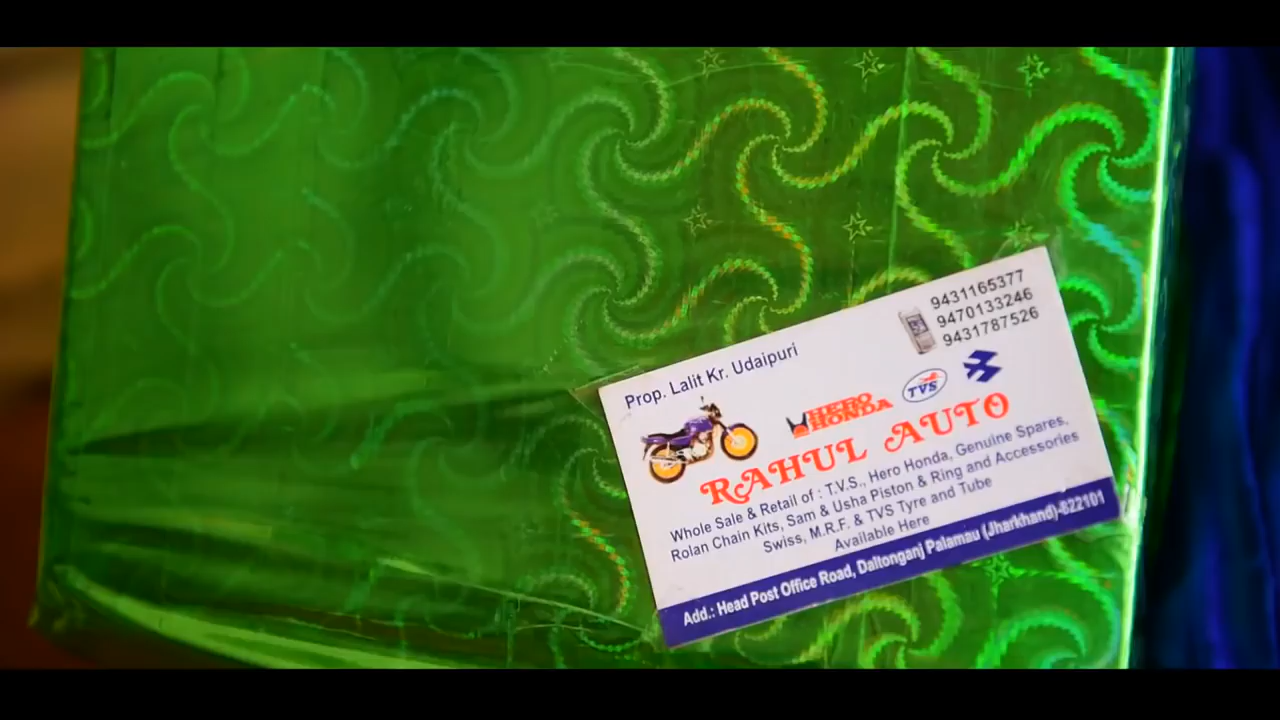 9431165377
9470133246
9431787526
Prop. Lalit Kr. Udaipuri
HERO
HONDA
TVS
RAHUL AUTO
Whole Sale & Retail of : T.V.S., Hero Honda, Genuine Spares,
Rolan Chain Kits, Sam & Usha Piston & Ring and Accessories
Swiss, M.R.F. & TVS Tyre and Tube
Available Here
Add.: Head Post Office Road, Daltonganj Palamau (Jharkhand)-822101